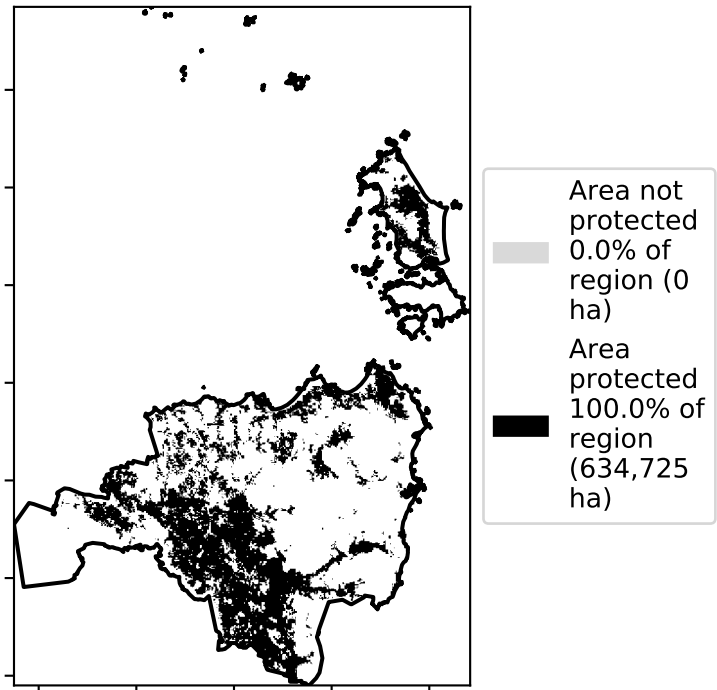 Area not
protected
0.0% of
region (0
ha)
Area
protected
100.0% of
region
(634,725
ha)